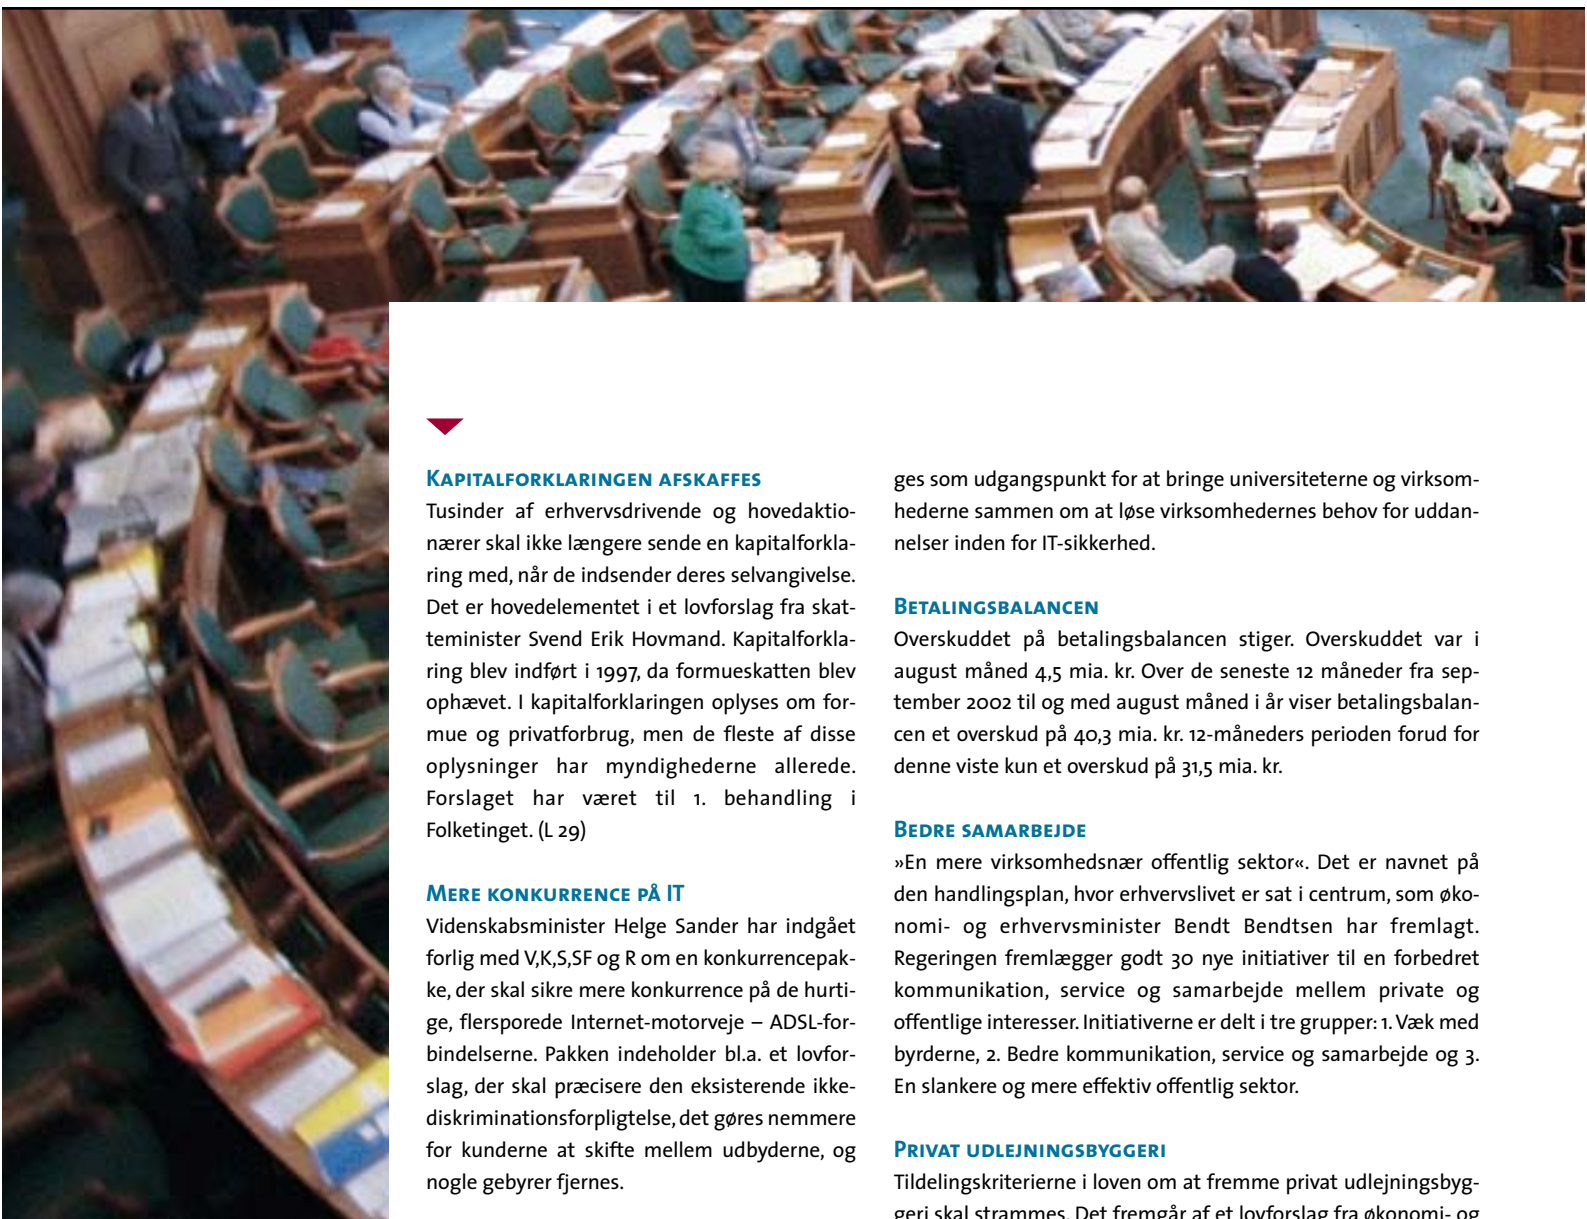 KAPITALFORKLARINGEN AFSKAFFES
Tusinder af erhvervsdrivende og hovedaktio-
nærer skal ikke længere sende en kapitalforkla-
ring med, når de indsender deres selvangivelse.
Det er hovedelementet i et lovforslag fra skat-
teminister Svend Erik Hovmand. Kapitalforkla-
ring blev indført i 1997, da formueskatten blev
ophævet. I kapitalforklaringen oplyses om for-
mue og privatforbrug, men de fleste af disse
oplysninger har myndighederne allerede.
Forslaget har været til 1. behandling i
Folketinget. (L 29)
MERE KONKURRENCE PÅ IT
Videnskabsminister Helge Sander har indgået
forlig med V,K,S,SF og R om en konkurrencepak-
ke, der skal sikre mere konkurrence på de hurti-
ge, flersporede Internet-motorveje – ADSL-for-
bindelserne. Pakken indeholder bl.a. et lovfor-
slag, der skal præcisere den eksisterende ikke-
diskriminationsforpligtelse, det gøres nemmere
for kunderne at skifte mellem udbyderne, og
nogle gebyrer fjernes.
ges som udgangspunkt for at bringe universiteterne og virksom-
hederne sammen om at løse virksomhedernes behov for uddan-
nelser inden for IT-sikkerhed.
BETALINGSBALANCEN
Overskuddet på betalingsbalancen stiger. Overskuddet var i
august måned 4,5 mia. kr. Over de seneste 12 måneder fra sep-
tember 2002 til og med august måned i år viser betalingsbalan-
cen et overskud på 40,3 mia. kr. 12-måneders perioden forud for
denne viste kun et overskud på 31,5 mia. kr.
BEDRE SAMARBEJDE
»En mere virksomhedsnær offentlig sektor«. Det er navnet på
den handlingsplan, hvor erhvervslivet er sat i centrum, som øko-
nomi- og erhvervsminister Bendt Bendtsen har fremlagt.
Regeringen fremlægger godt 30 nye initiativer til en forbedret
kommunikation, service og samarbejde mellem private og
offentlige interesser. Initiativerne er delt i tre grupper: 1. Væk med
byrderne, 2. Bedre kommunikation, service og samarbejde og 3.
En slankere og mere effektiv offentlig sektor.
PRIVAT UDLEJNINGSBYGGERI
Tildelingskriterierne i loven om at fremme privat udlejningsbyg-
geri skal strammes. Det fremgår af et lovforslag fra økonomi- og